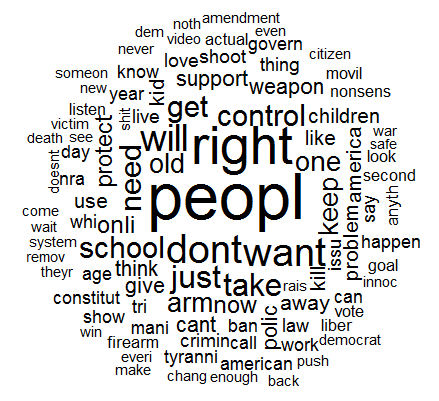 amendment
noth even
dem video actual
never loveshoot govern citizen
someon know thing movil
new year kid support weapon nonsens
listen shit live get control children war
victim protect will right like america safe
death see need old one look
doesnt day peopl keep say second
nra anyth
use whi onli problem
come school dont want issu happen
wait think just take kill goal
system age give rais innoc
remov theyr armnow away can
constitut tri cant polic vote
show mani ban law liber
win crimin call work democrat
firearm tyranni american push
everi
make chang enough back